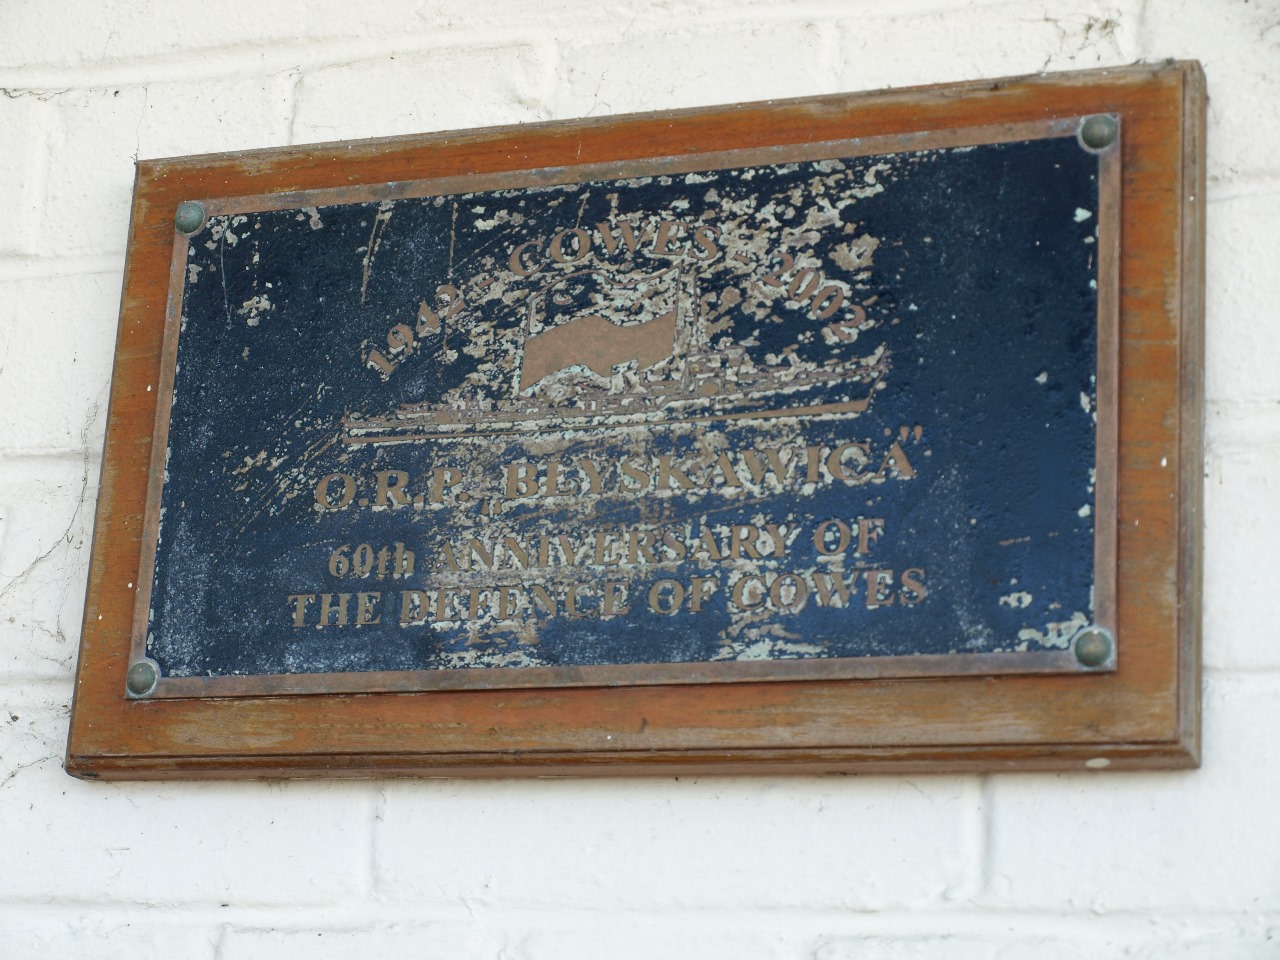 1942 - COWES - 2002
O.R.P. „BŁYSKAWICA"
60th ANNIVERSARY OF
THE DEFENCE OF COWES